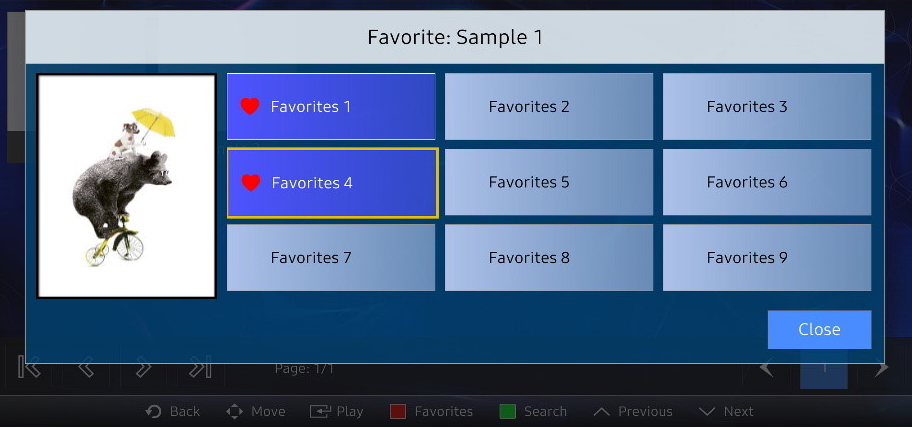 Favorite: Sample 1
Favorites 1
Favorites 2
Favorites 3
Favorites 4
Favorites 5
Favorites 6
Favorites 7
Favorites 8
Favorites 9
Close
Page: 1/1
1
Back
Move
Play
Favorites
Search
Previous
Next